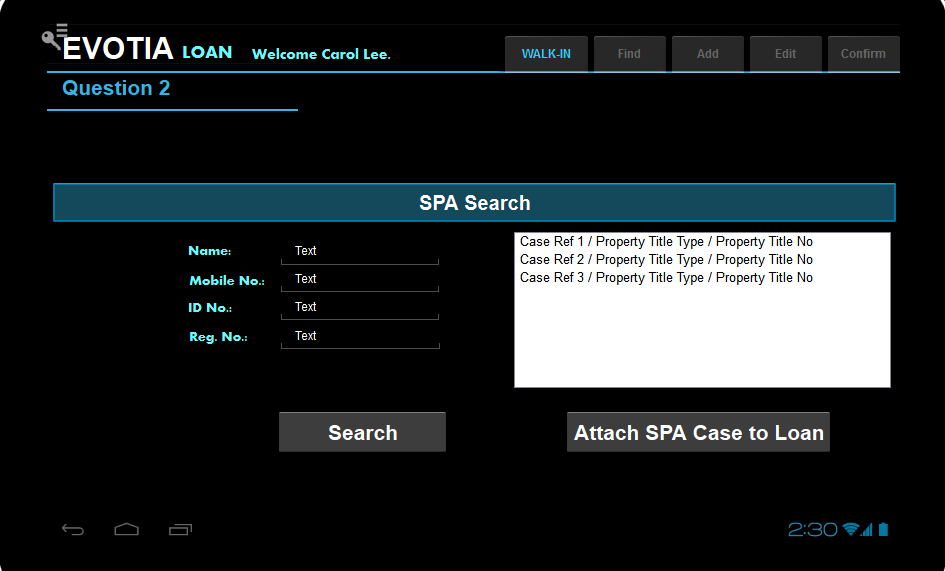 EVOTIA LOAN Welcome Carol Lee.
WALK-IN Find Add Edit Confirm
Question 2
SPA Search
Name: Text
Mobile No.: Text
ID No.: Text
Reg. No.: Text
Case Ref 1 / Property Title Type / Property Title No
Case Ref 2 / Property Title Type / Property Title No
Case Ref 3 / Property Title Type / Property Title No
Search
Attach SPA Case to Loan
2:30